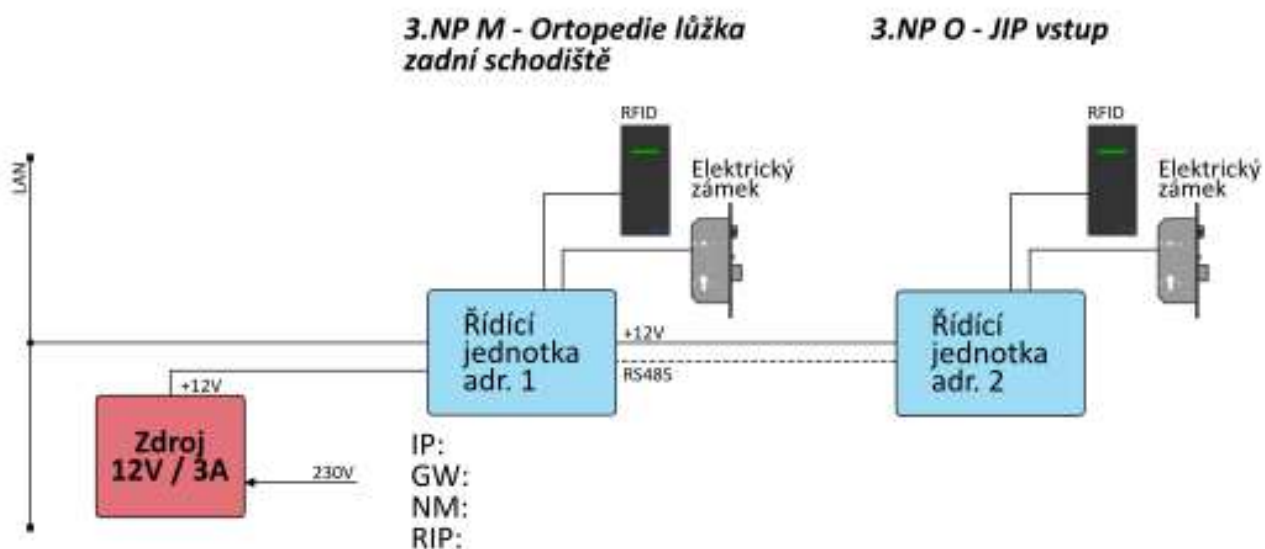 3.NP M - Ortopedie lůžka
zadní schodiště
3.NP O - JIP vstup
RFID
Elektrický
zámek
RFID
Elektrický
zámek
LAN
Řídící
jednotka
adr. 1
+12V
RS485
Řídící
jednotka
adr. 2
+12V
Zdroj
12V / 3A
230V
IP:
GW:
NM:
RIP: